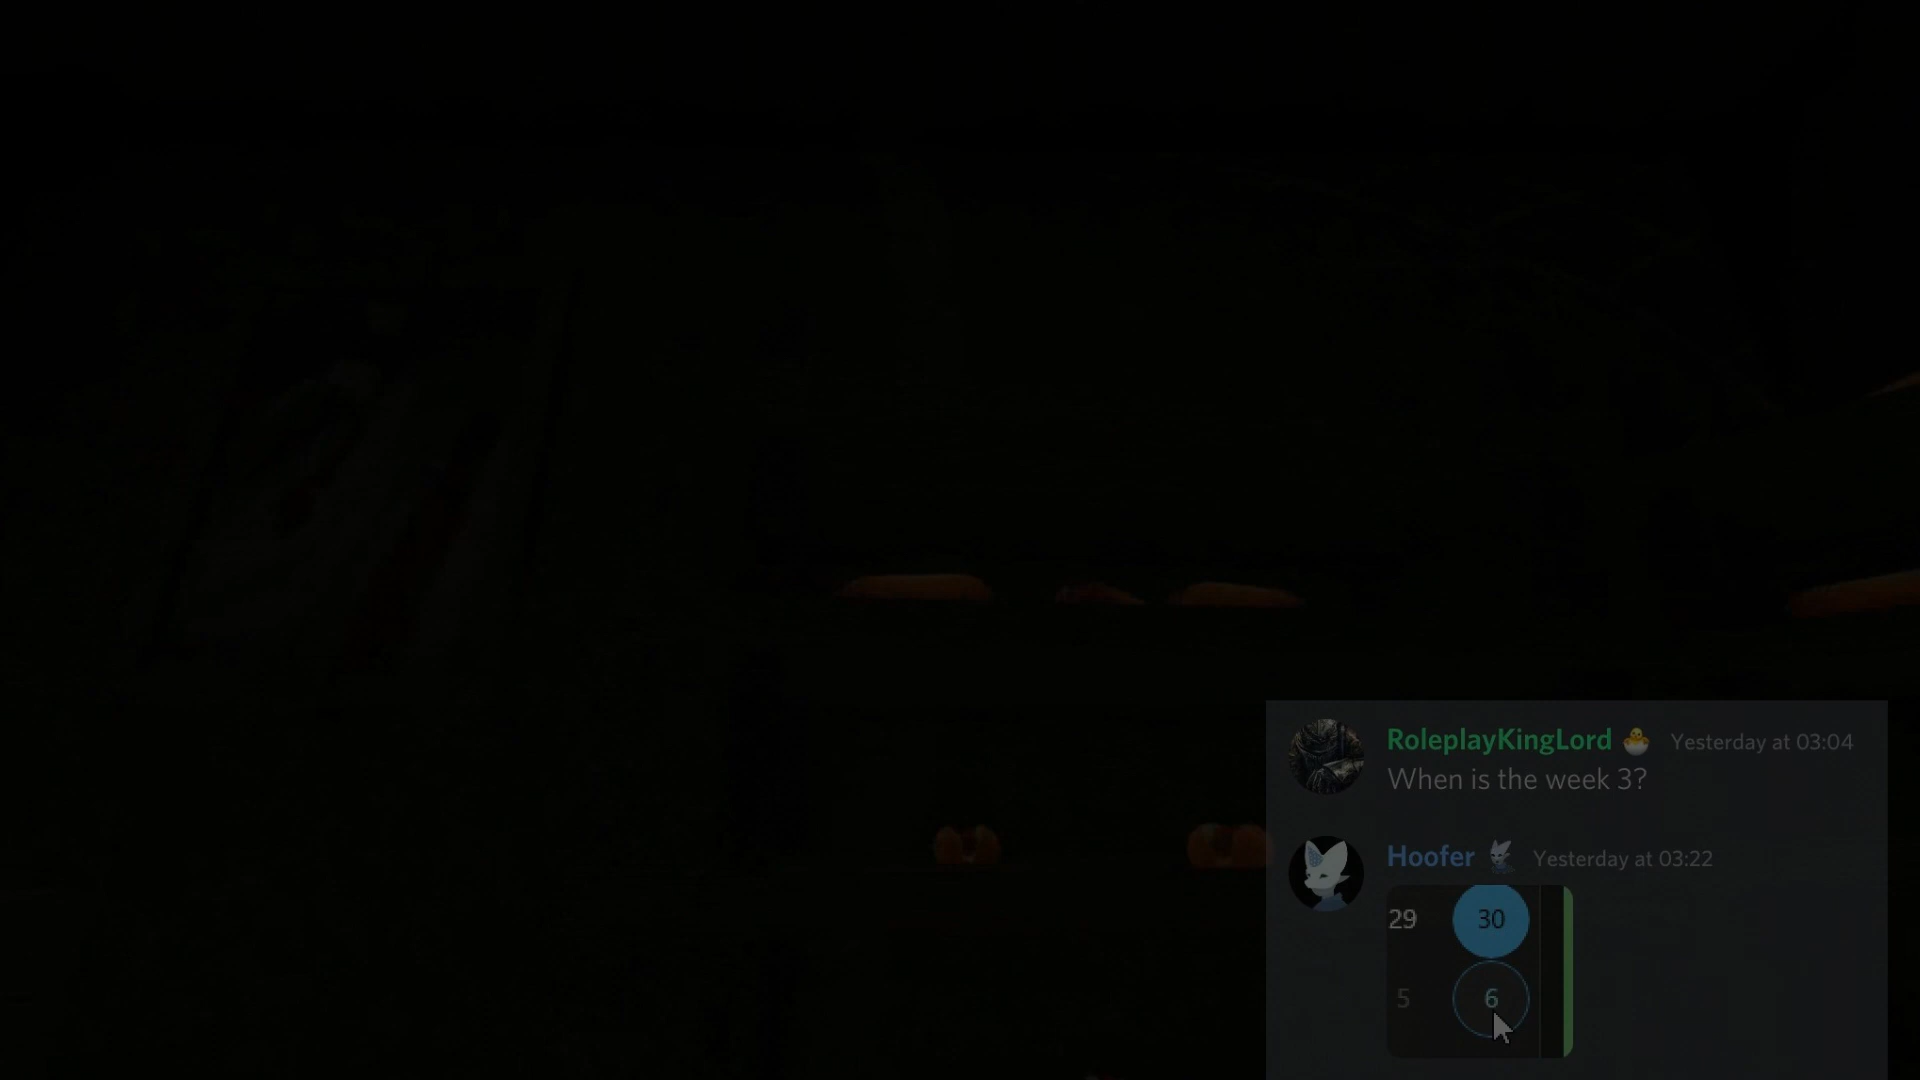 RoleplayKingLord Yesterday at 03:04
When is the week 3?
Hoofer Yesterday at 03:22
29 30
5 6